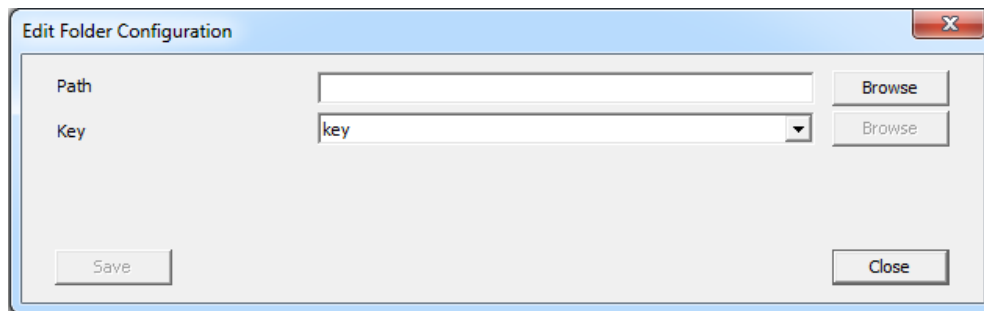 Edit Folder Configuration
Path Browse
Key key Browse
Save Close